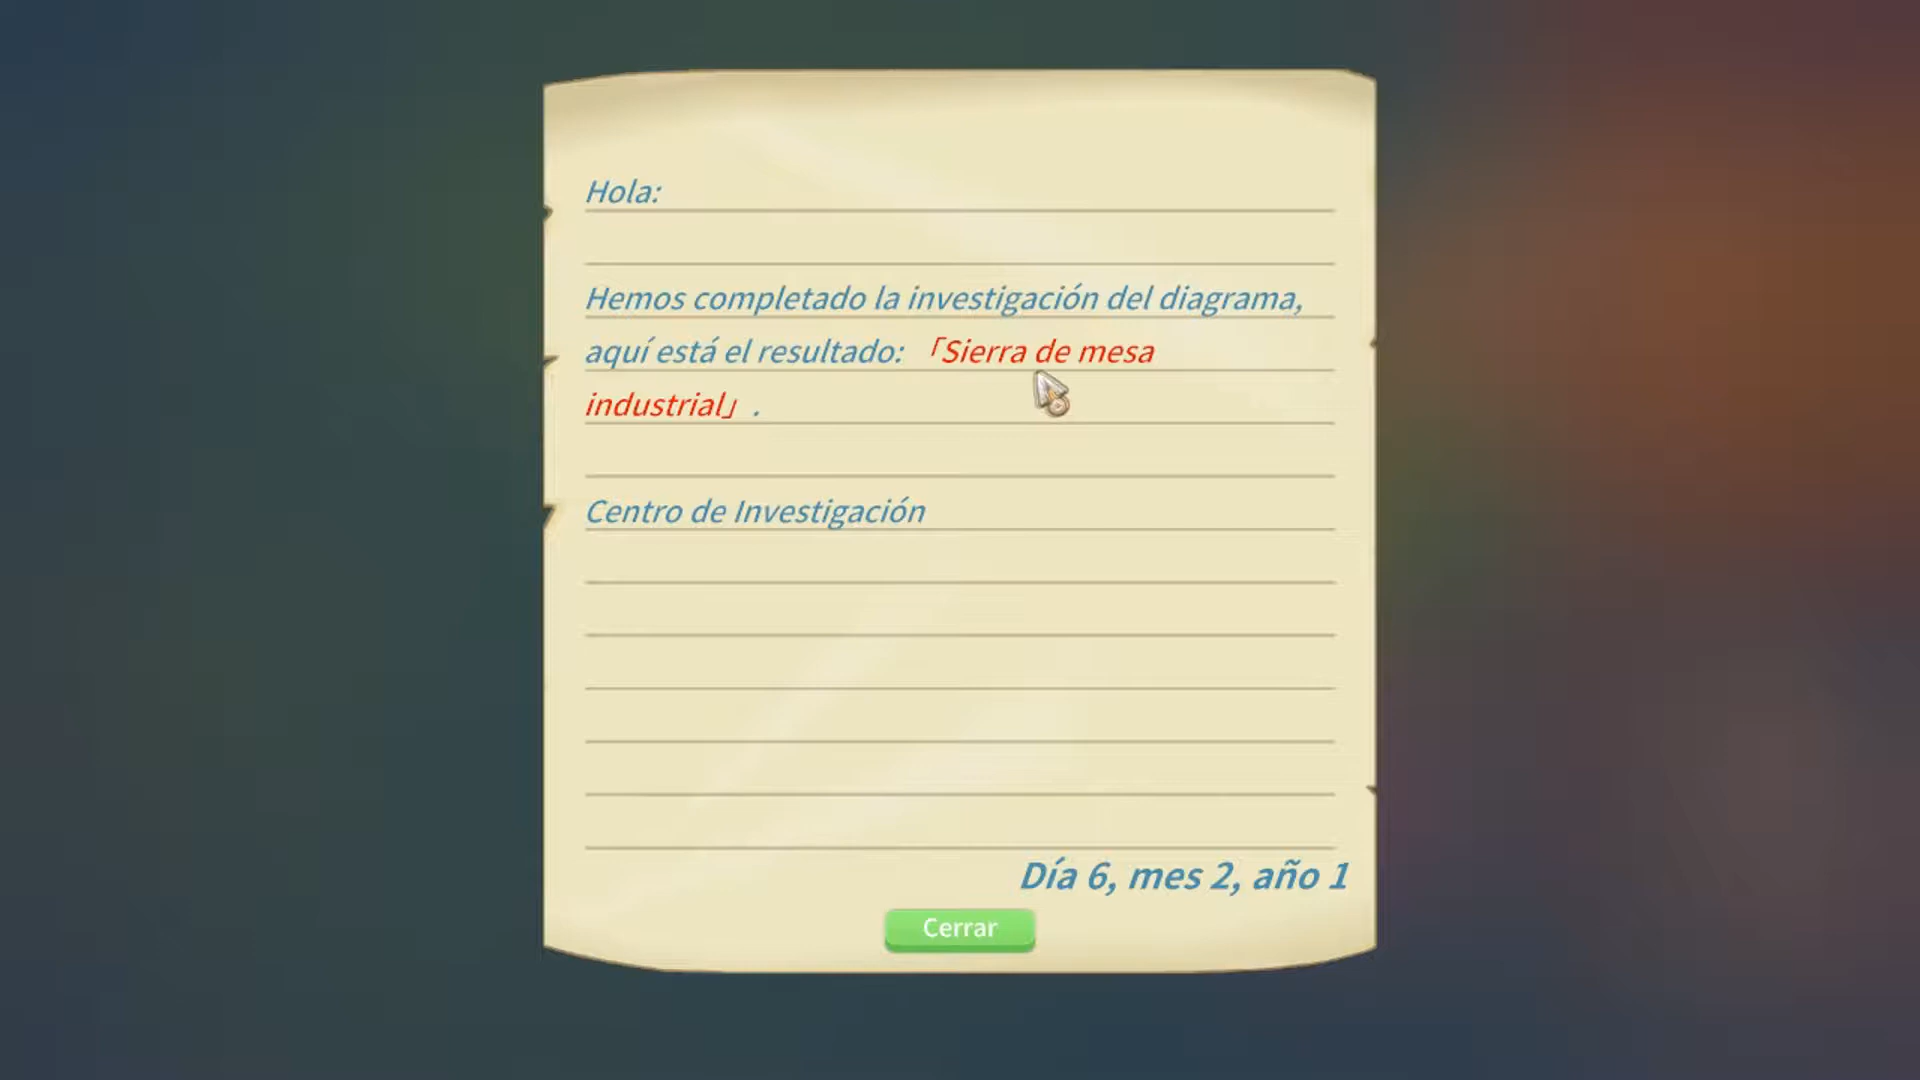 Hola:
Hemos completado la investigación del diagrama,
aquí está el resultado: 「Sierra de mesa
industrial」 .
Centro de Investigación
Día 6, mes 2, año 1
Cerrar